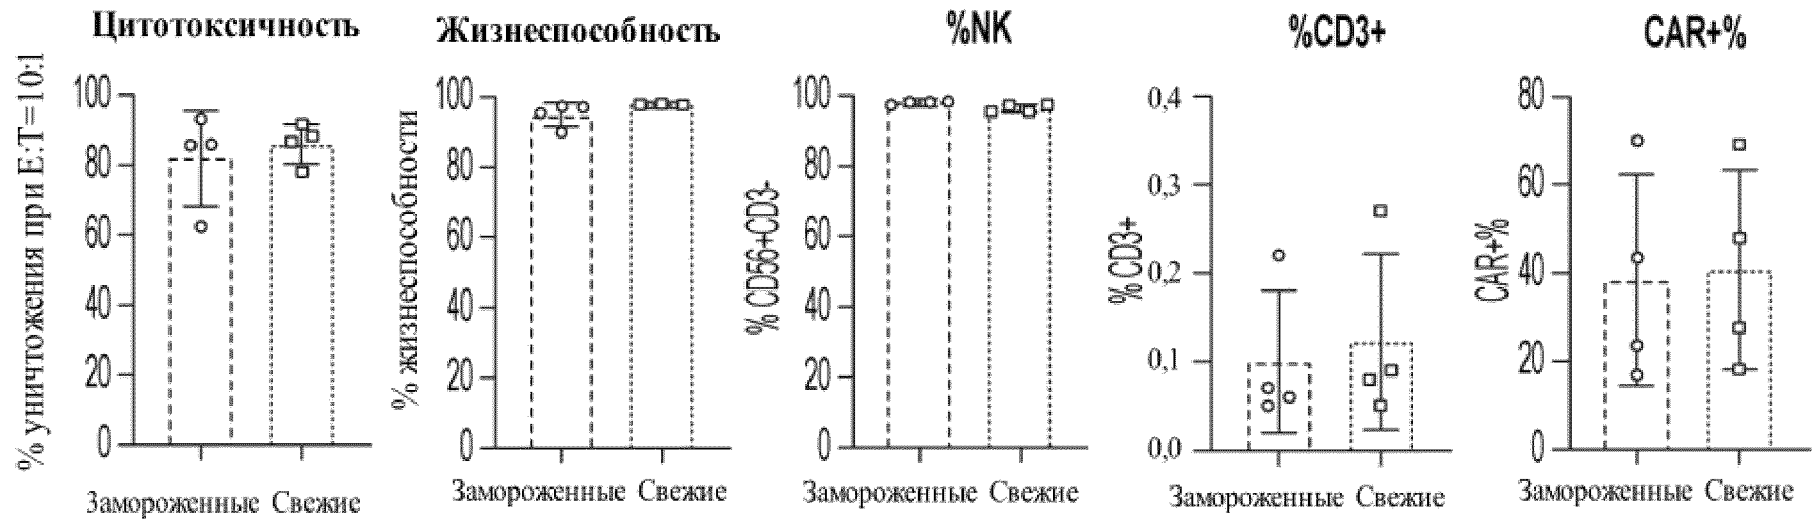 Цитотоксичность
% уничтожения при E:T=10:1
100
80
60
40
20
0
Замороженные Свежие
Жизнеспособность
% жизнеспособности
100
80
60
40
20
0
Замороженные Свежие
%NK
% CD56+CD3-
100
80
60
40
20
0
Замороженные Свежие
%CD3+
% CD3+
0,4
0,3
0,2
0,1
0,0
Замороженные Свежие
CAR+%
CAR+%
80
60
40
20
0
Замороженные Свежие